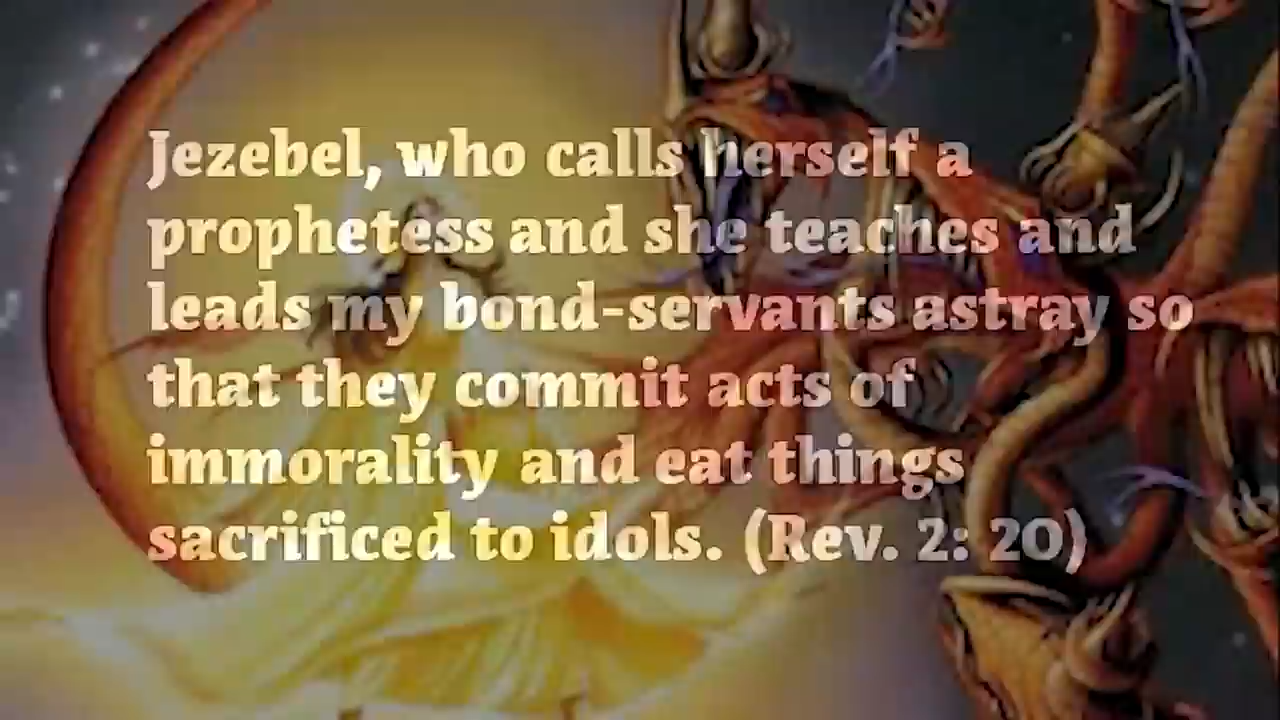 Jezebel, who calls herself a
prophetess and she teaches and
leads my bond-servants astray so
that they commit acts of
immorality and eat things
sacrificed to idols. (Rev. 2: 20)